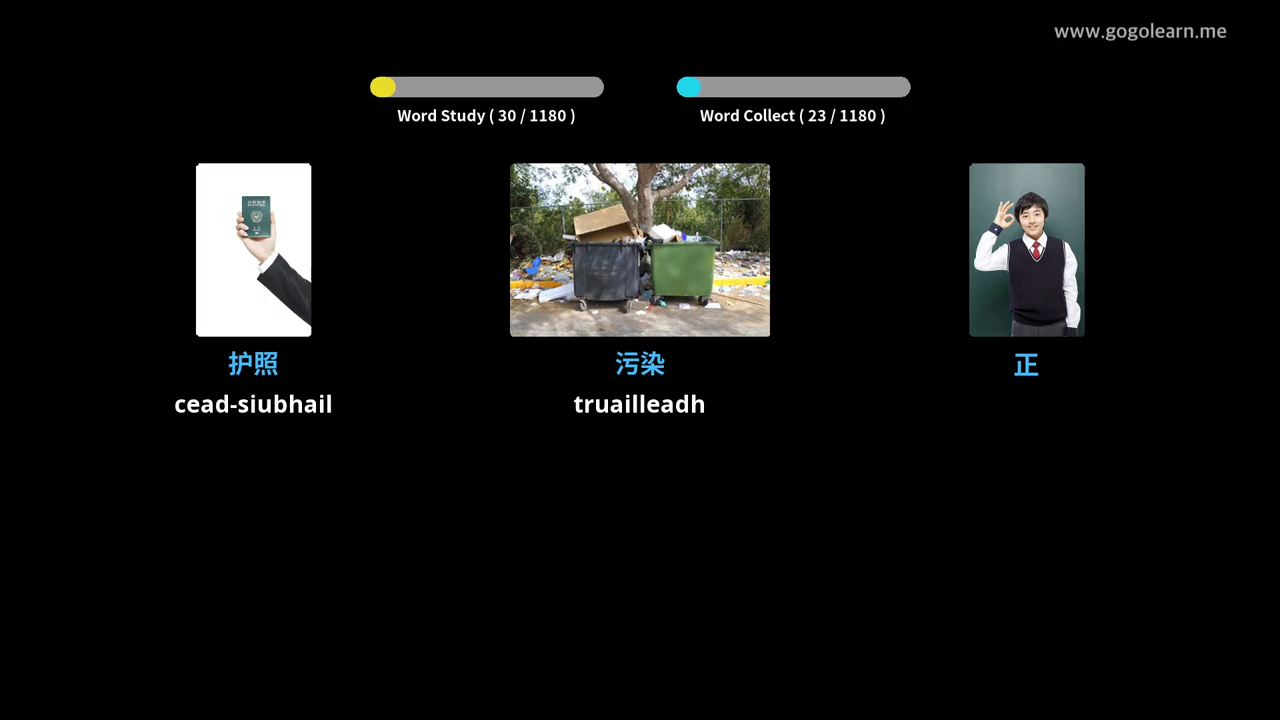 www.gogolearn.me
Word Study ( 30 / 1180 )
Word Collect ( 23 / 1180 )
护照
污染
正
cead-siubhail
truailleadh